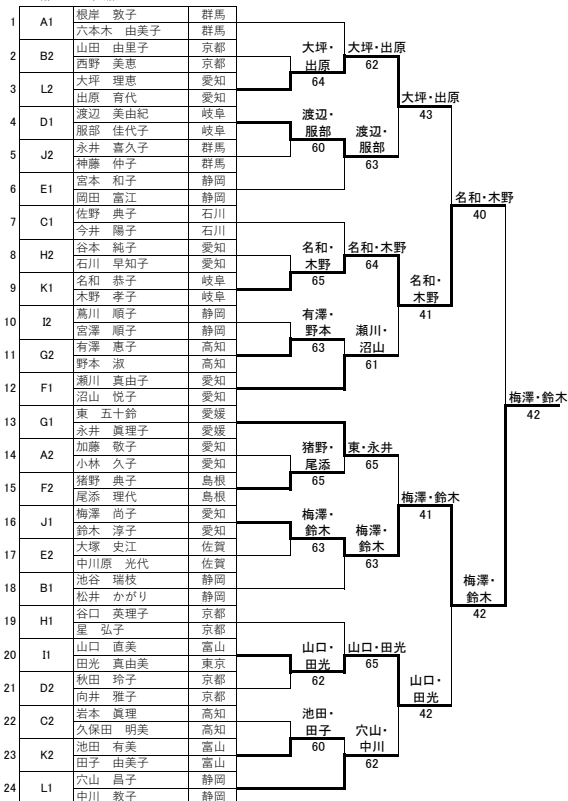 1 A1 根岸 敦子 群馬
六本木 由美子 群馬
2 B2 山田 由里子 京都
西野 美恵 京都
3 L2 大坪 理恵 愛知
出原 育代 愛知
4 D1 渡辺 美由紀 岐阜
服部 佳代子 岐阜
5 J2 永井 喜久子 群馬
神藤 仲子 群馬
6 E1 宮本 和子 静岡
岡田 富江 静岡
7 C1 佐野 典子 石川
今井 陽子 石川
8 H2 谷本 純子 愛知
石川 早知子 愛知
9 K1 名和 恭子 岐阜
木野 孝子 岐阜
10 I2 蔦川 順子 静岡
宮澤 順子 静岡
11 G2 有澤 恵子 高知
野本 淑 高知
12 F1 瀬川 真由子 愛知
沼山 悦子 愛知
13 G1 東 五十鈴 愛媛
永井 眞理子 愛媛
14 A2 加藤 敬子 愛知
小林 久子 愛知
15 F2 猪野 典子 島根
尾添 理代 島根
16 J1 梅澤 尚子 愛知
鈴木 淳子 愛知
17 E2 大塚 史江 佐賀
中川原 光代 佐賀
18 B1 池谷 瑞枝 静岡
松井 かがり 静岡
19 H1 谷口 英理子 京都
星 弘子 京都
20 I1 山口 直美 富山
田光 真由美 東京
21 D2 秋田 玲子 京都
向井 雅子 京都
22 C2 岩本 眞理 高知
久保田 明美 高知
23 K2 池田 有美 富山
田子 由美子 富山
24 L1 穴山 昌子 静岡
中川 教子 静岡
大坪・
出原
64
渡辺・
服部
60
名和・
木野
65
有澤・
野本
63
猪野・
尾添
65
梅澤・
鈴木
63
山口・
田光
62
池田・
田子
60
大坪・出原
62
渡辺・
服部
63
名和・木野
64
瀬川・
沼山
61
東・永井
65
梅澤・
鈴木
63
山口・田光
65
穴山・
中川
62
大坪・出原
43
名和・
木野
41
梅澤・鈴木
41
山口・
田光
42
名和・木野
40
梅澤・
鈴木
42
梅澤・鈴木
42